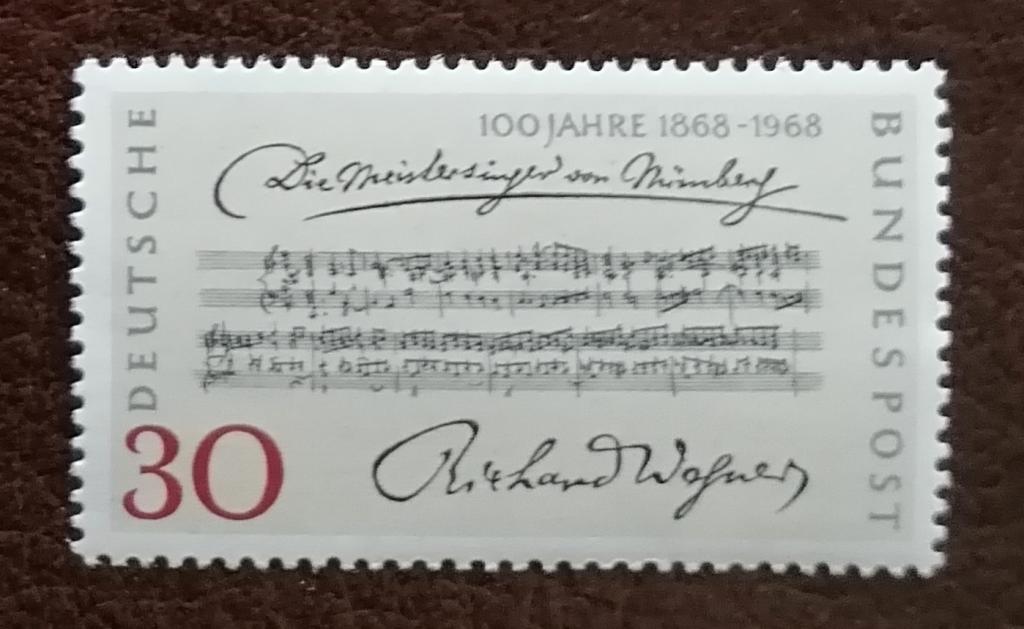 DEUTSCHE
100 JAHRE 1868-1968
Die Meistersinger von Nürnberg
Richard Wagner
30
BUNDESPOST